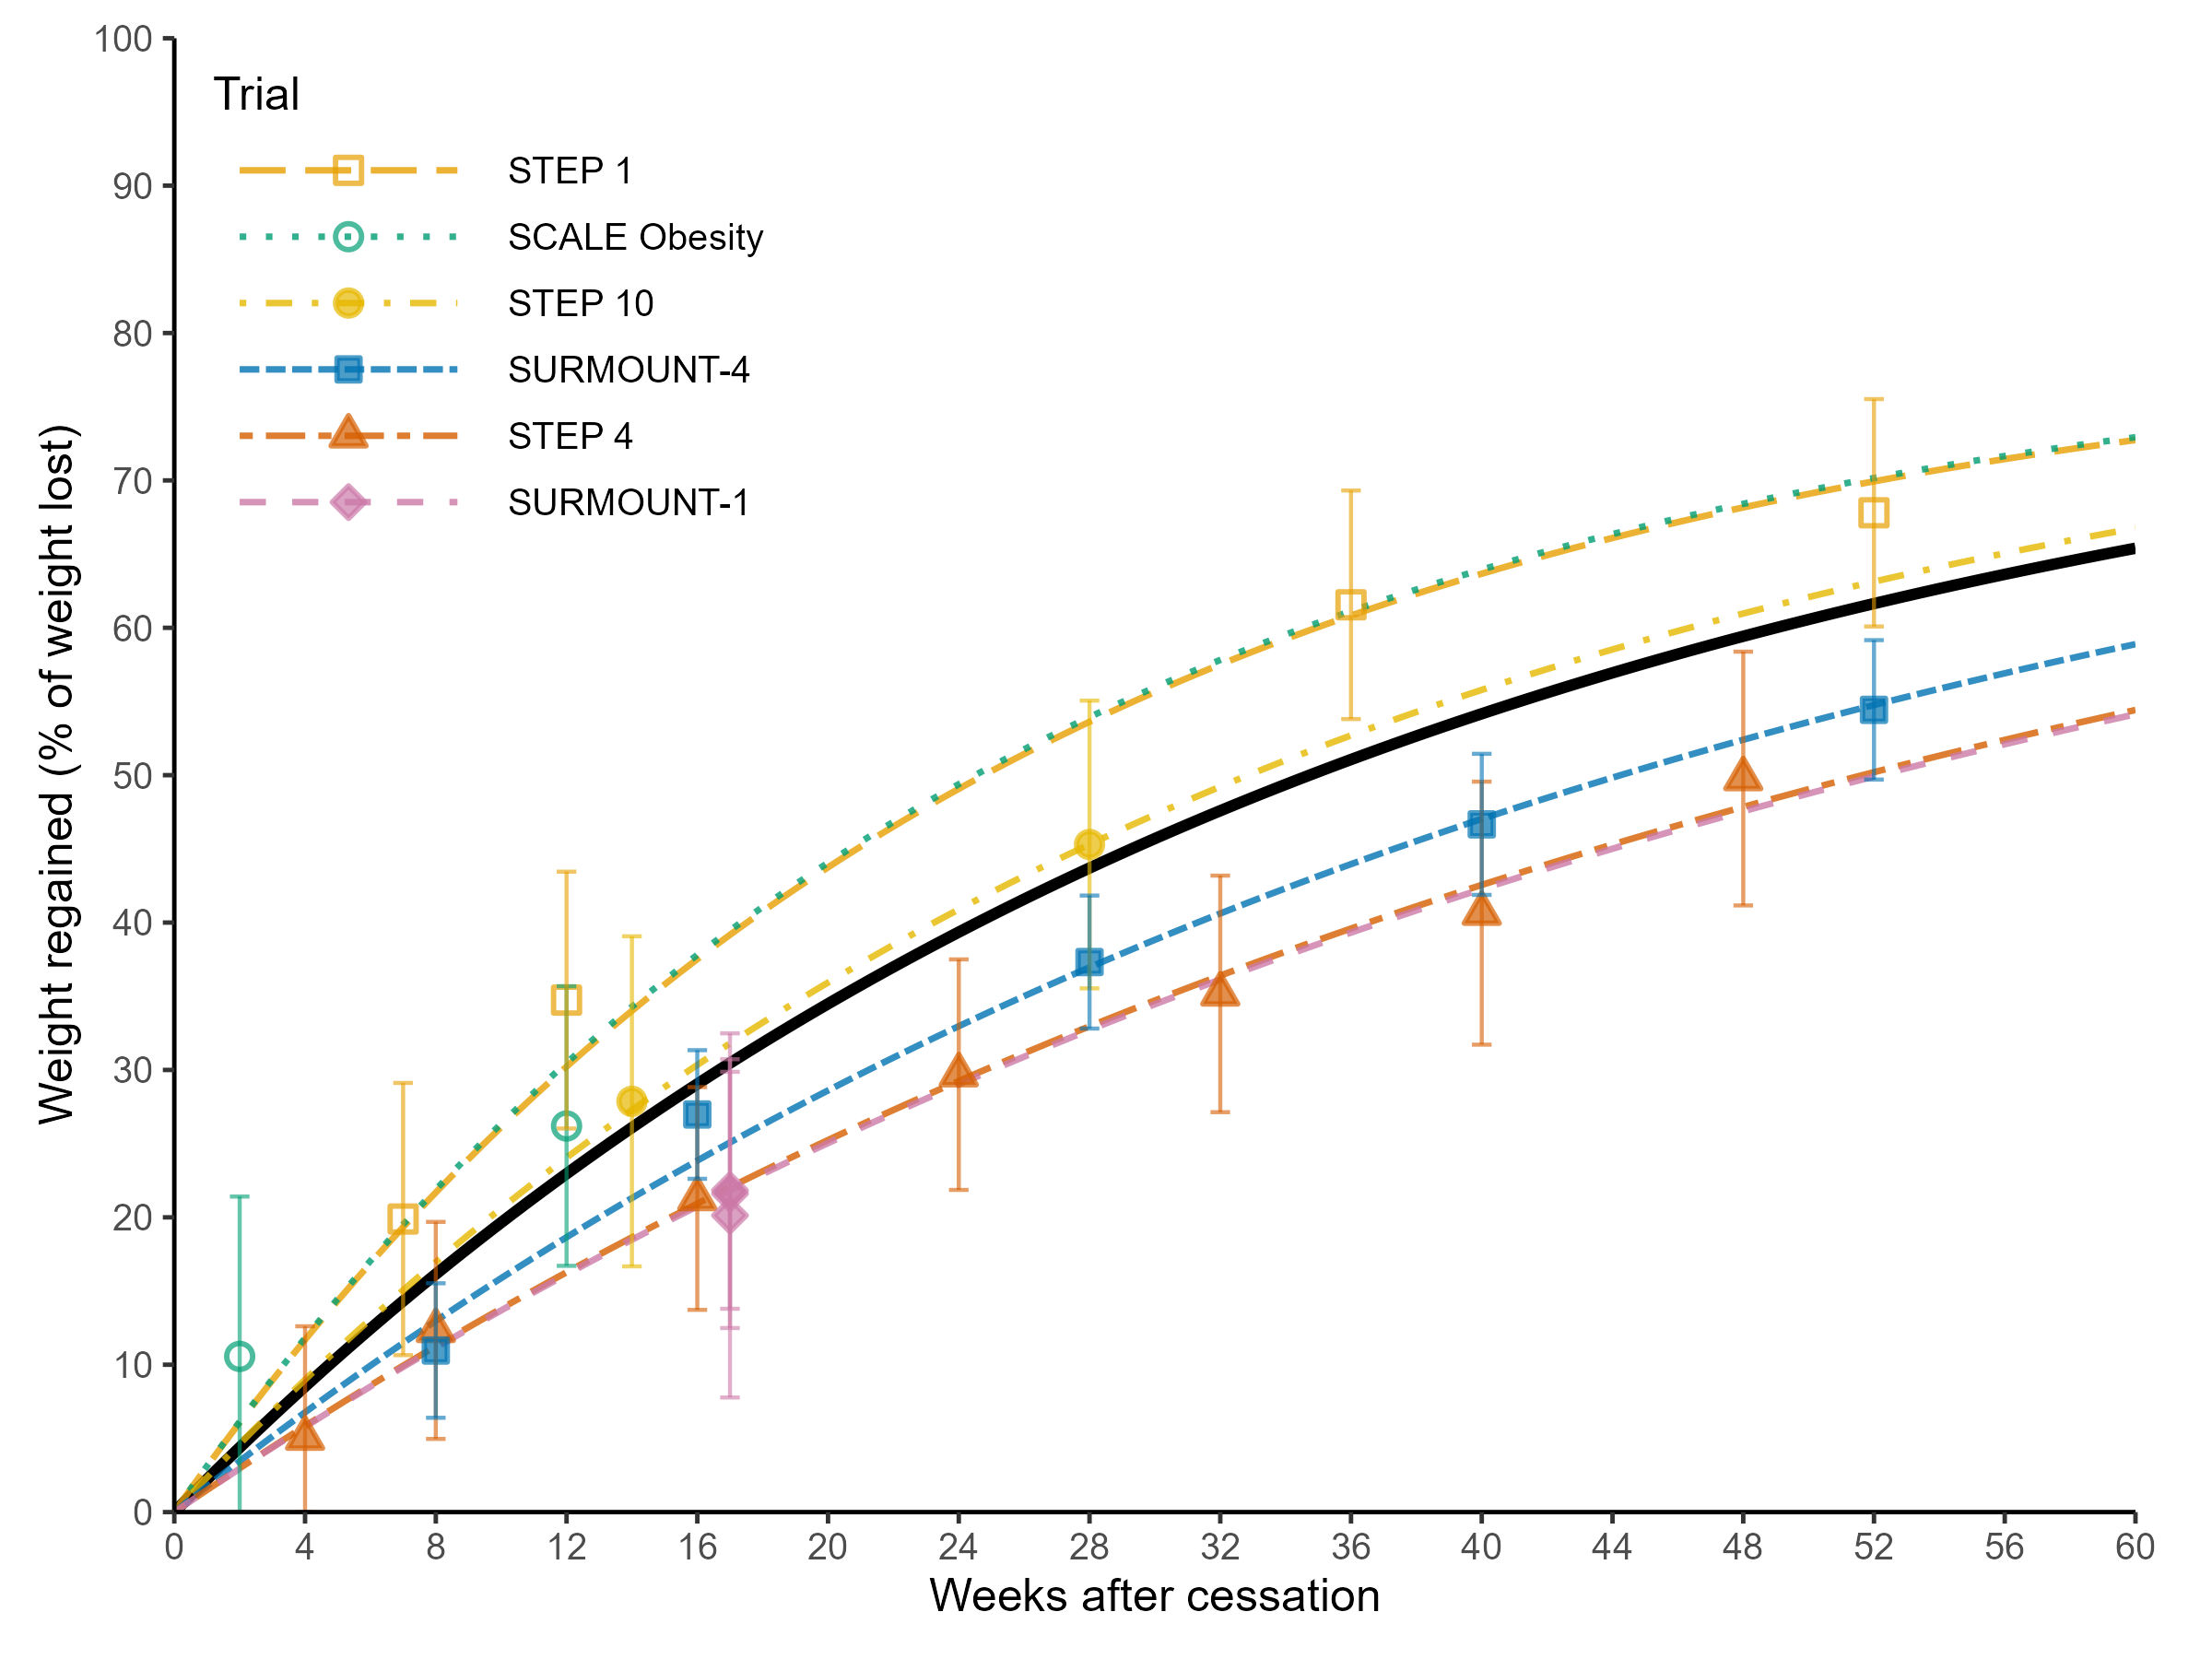 Trial
STEP 1
SCALE Obesity
STEP 10
SURMOUNT-4
STEP 4
SURMOUNT-1
Weight regained (% of weight lost)
100
90
80
70
60
50
40
30
20
10
0
0 4 8 12 16 20 24 28 32 36 40 44 48 52 56 60
Weeks after cessation